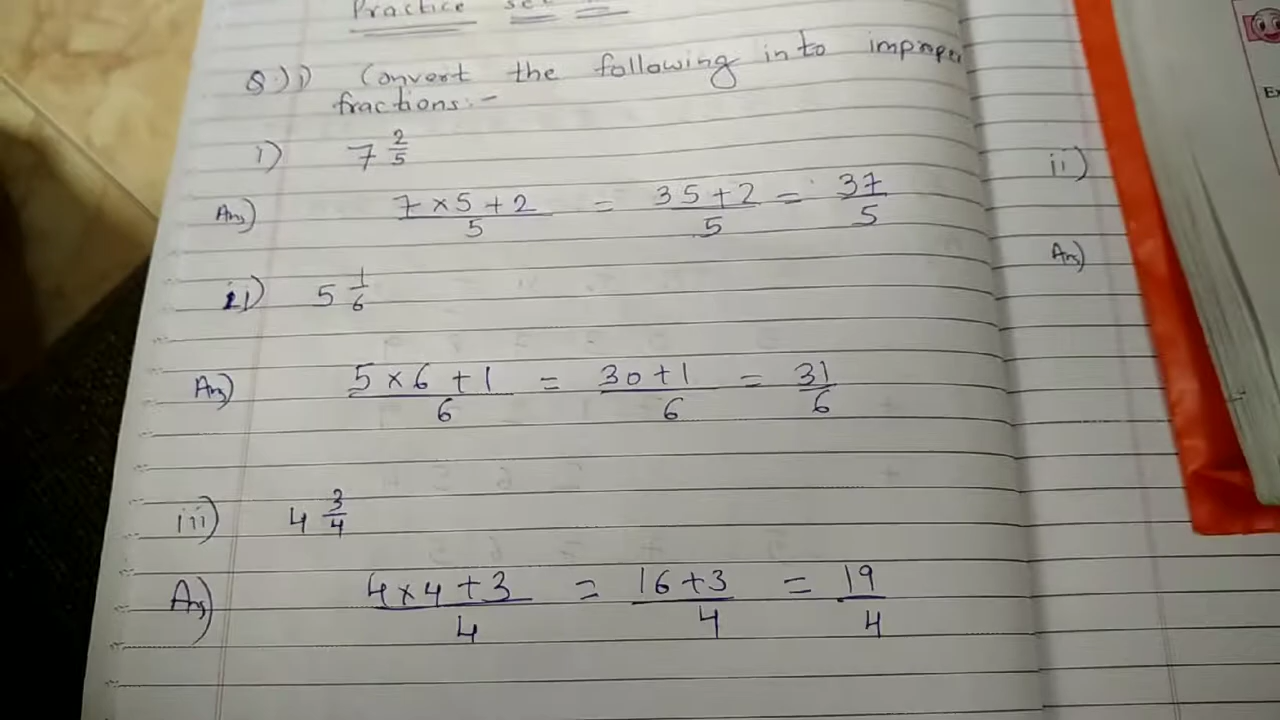 Practice set
Q.)1) Convert the following into improper
fractions:-
i) 7 2/5
Ans) 7×5+2/5 = 35+2/5 = 37/5
ii) 5 1/6
Ans) 5×6+1/6 = 30+1/6 = 31/6
iii) 4 3/4
Ans) 4×4+3/4 = 16+3/4 = 19/4
ii)
Ans)